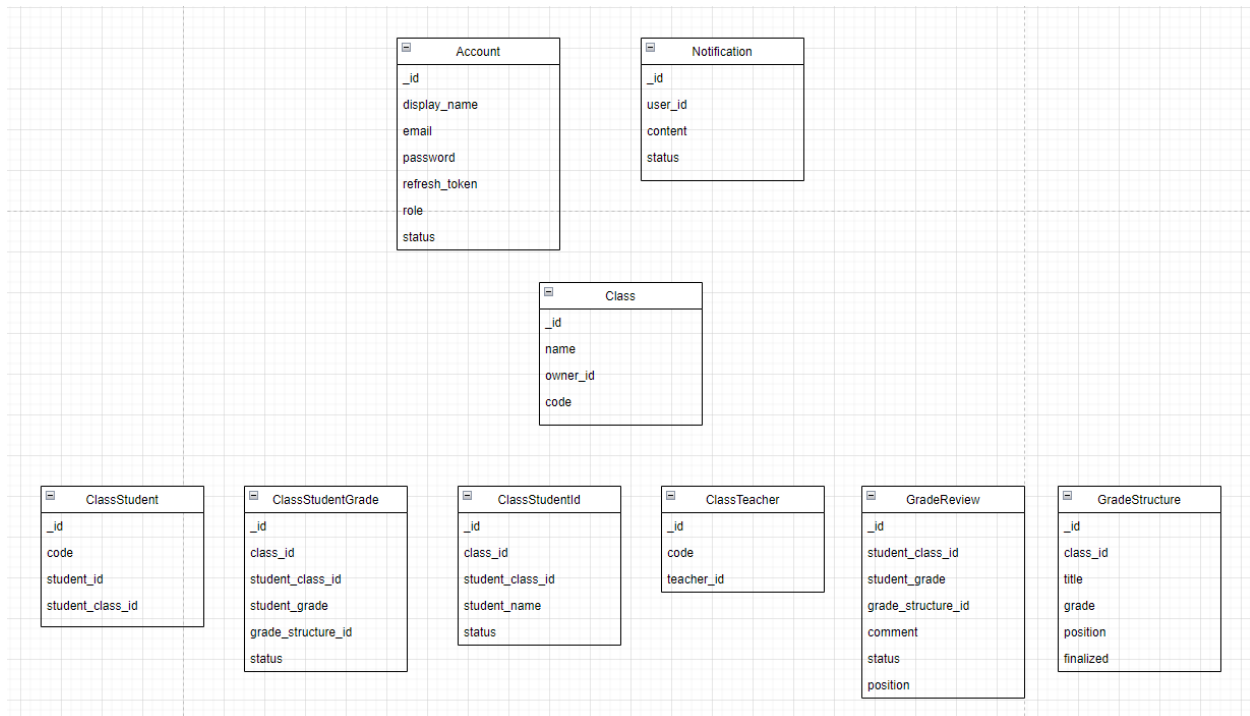 Account
_id
display_name
email
password
refresh_token
role
status
Notification
_id
user_id
content
status
Class
_id
name
owner_id
code
ClassStudent
_id
code
student_id
student_class_id
ClassStudentGrade
_id
class_id
student_class_id
student_grade
grade_structure_id
status
ClassStudentId
_id
class_id
student_class_id
student_name
status
ClassTeacher
_id
code
teacher_id
GradeReview
_id
student_class_id
student_grade
grade_structure_id
comment
status
position
GradeStructure
_id
class_id
title
grade
position
finalized